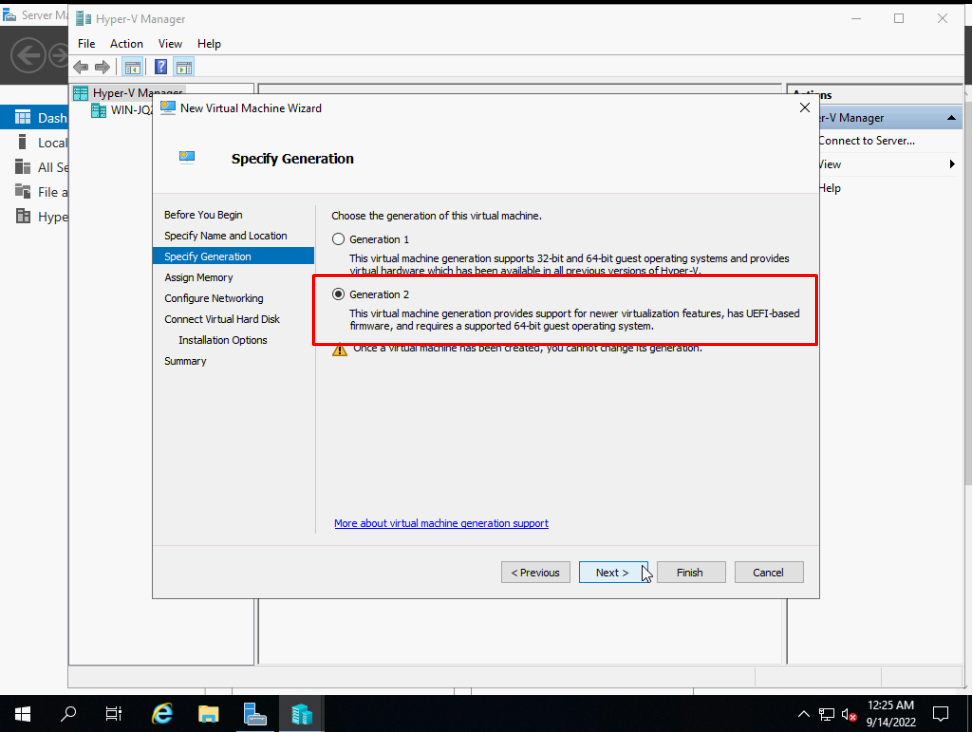 Server Ma
Hyper-V Manager
File Action View Help
Hyper-V Manager
WIN-JQ
Dash
Local
All Se
File a
Hype
New Virtual Machine Wizard
Specify Generation
Before You Begin
Specify Name and Location
Specify Generation
Assign Memory
Configure Networking
Connect Virtual Hard Disk
Installation Options
Summary
Choose the generation of this virtual machine.
Generation 1
This virtual machine generation supports 32-bit and 64-bit guest operating systems and provides
virtual hardware which has been available in all previous versions of Hyper-V.
Generation 2
This virtual machine generation provides support for newer virtualization features, has UEFI-based
firmware, and requires a supported 64-bit guest operating system.
Once a virtual machine has been created, you cannot change its generation.
More about virtual machine generation support
< Previous
Next >
Finish
Cancel
Actions
er-V Manager
Connect to Server...
View
Help
12:25 AM
9/14/2022